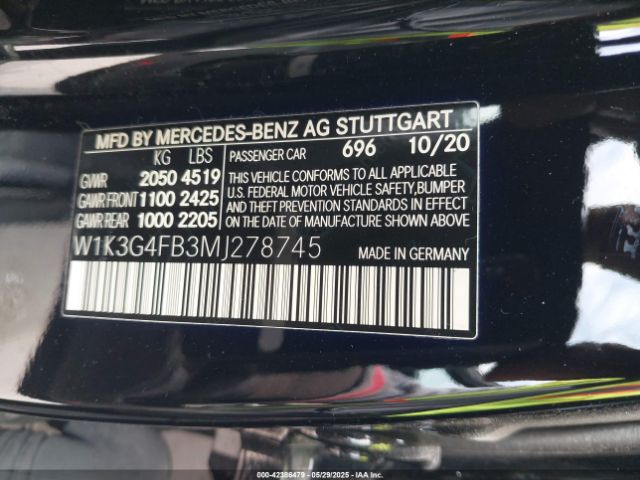 MFD BY MERCEDES-BENZ AG STUTTGART
KG LBS
GVWR 2050 4519
GAWR FRONT 1100 2425
GAWR REAR 1000 2205
PASSENGER CAR 696 10/20
THIS VEHICLE CONFORMS TO ALL APPLICABLE
U.S. FEDERAL MOTOR VEHICLE SAFETY,BUMPER
AND THEFT PREVENTION STANDARDS IN EFFECT
ON THE DATE OF MANUFACTURE SHOWN ABOVE.
W1K3G4FB3MJ278745
MADE IN GERMANY
000-42386479 - 05/29/2025 - IAAI.COM